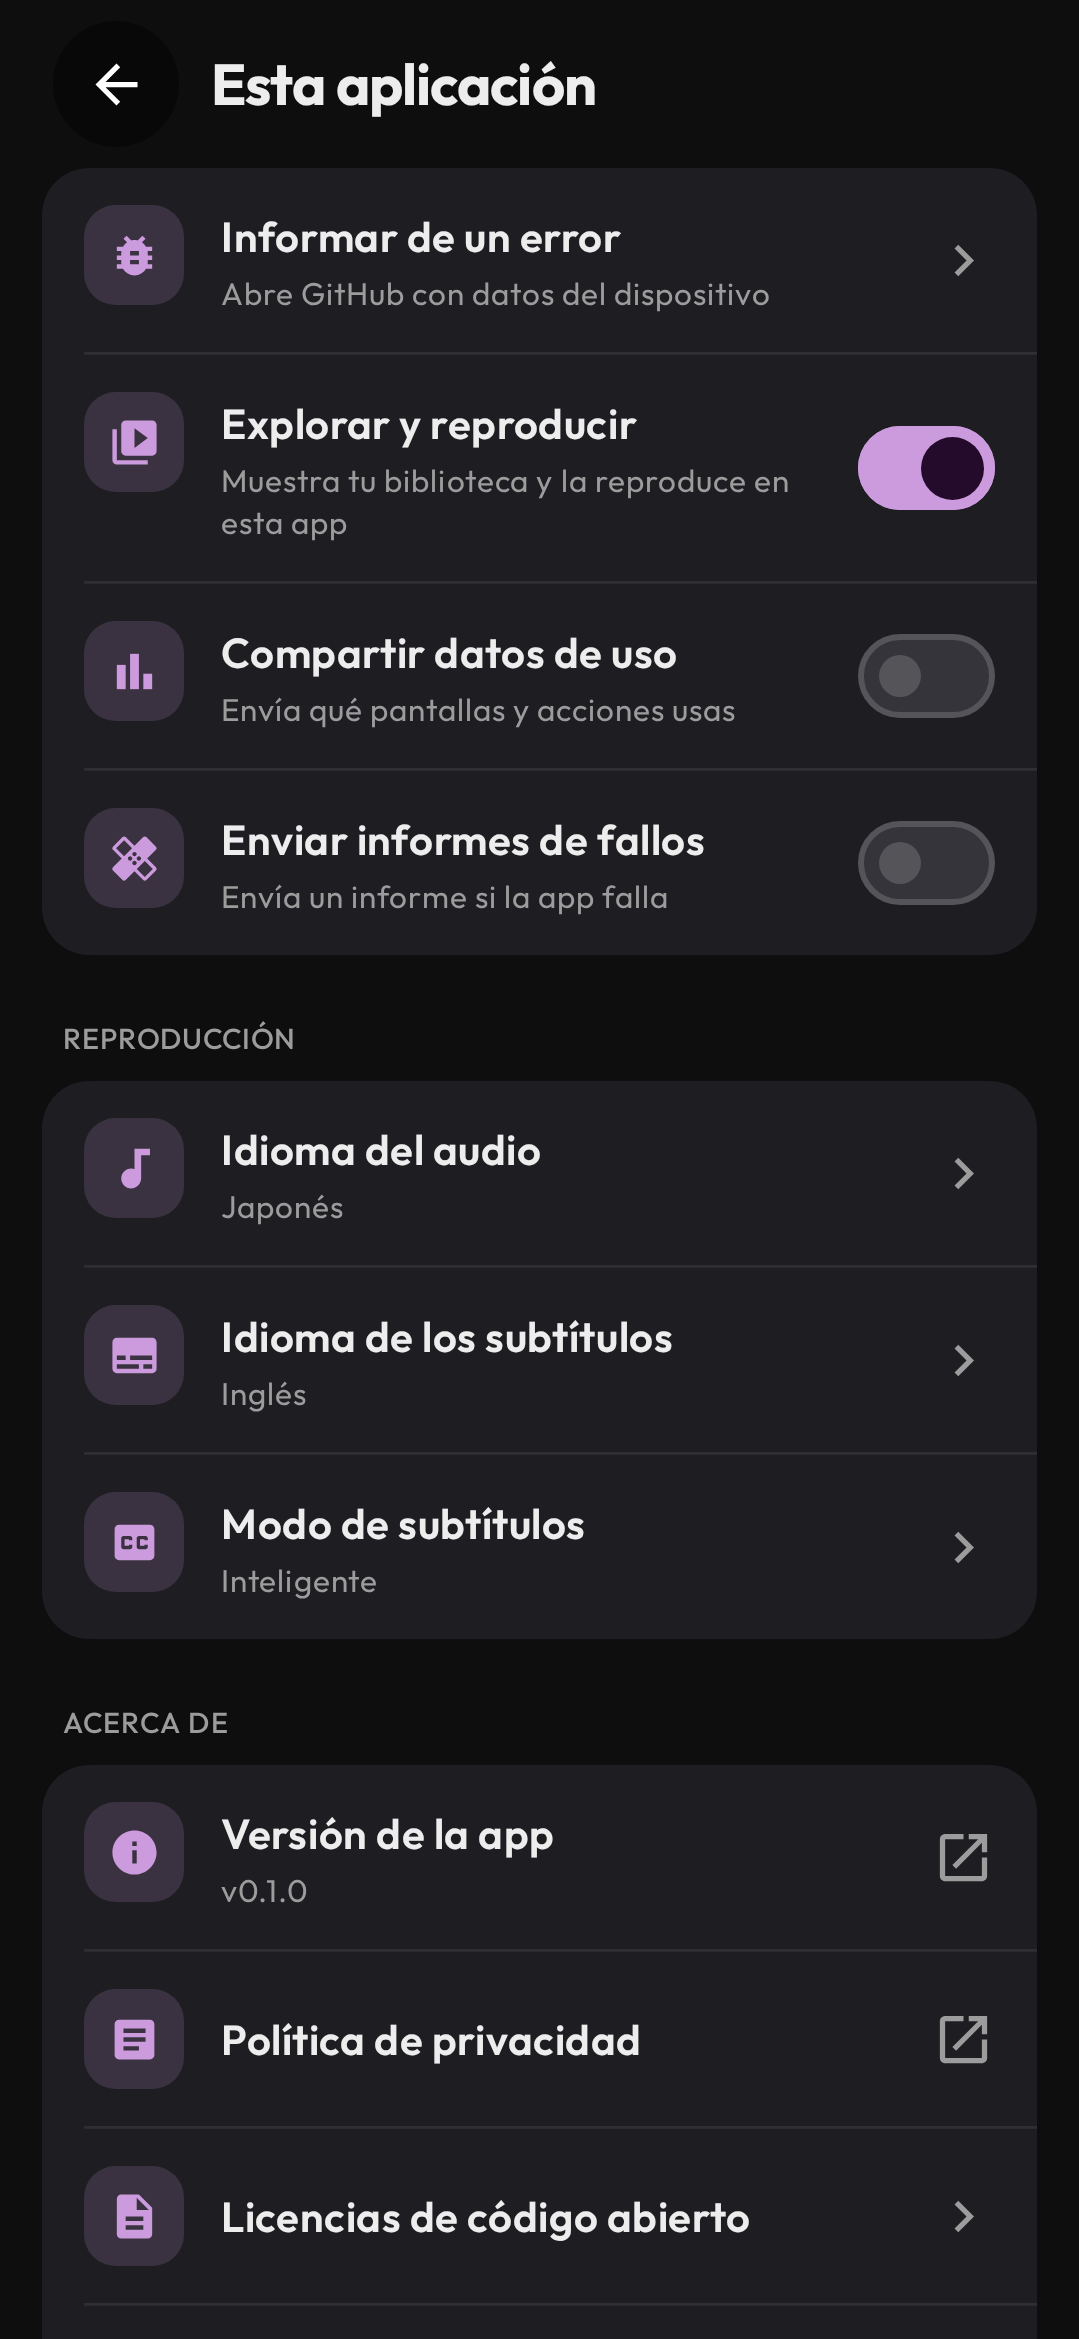 Esta aplicación
Informar de un error
Abre GitHub con datos del dispositivo
Explorar y reproducir
Muestra tu biblioteca y la reproduce en
esta app
Compartir datos de uso
Envía qué pantallas y acciones usas
Enviar informes de fallos
Envía un informe si la app falla
REPRODUCCIÓN
Idioma del audio
Japonés
Idioma de los subtítulos
Inglés
CC
Modo de subtítulos
Inteligente
ACERCA DE
Versión de la app
v0.1.0
Política de privacidad
Licencias de código abierto